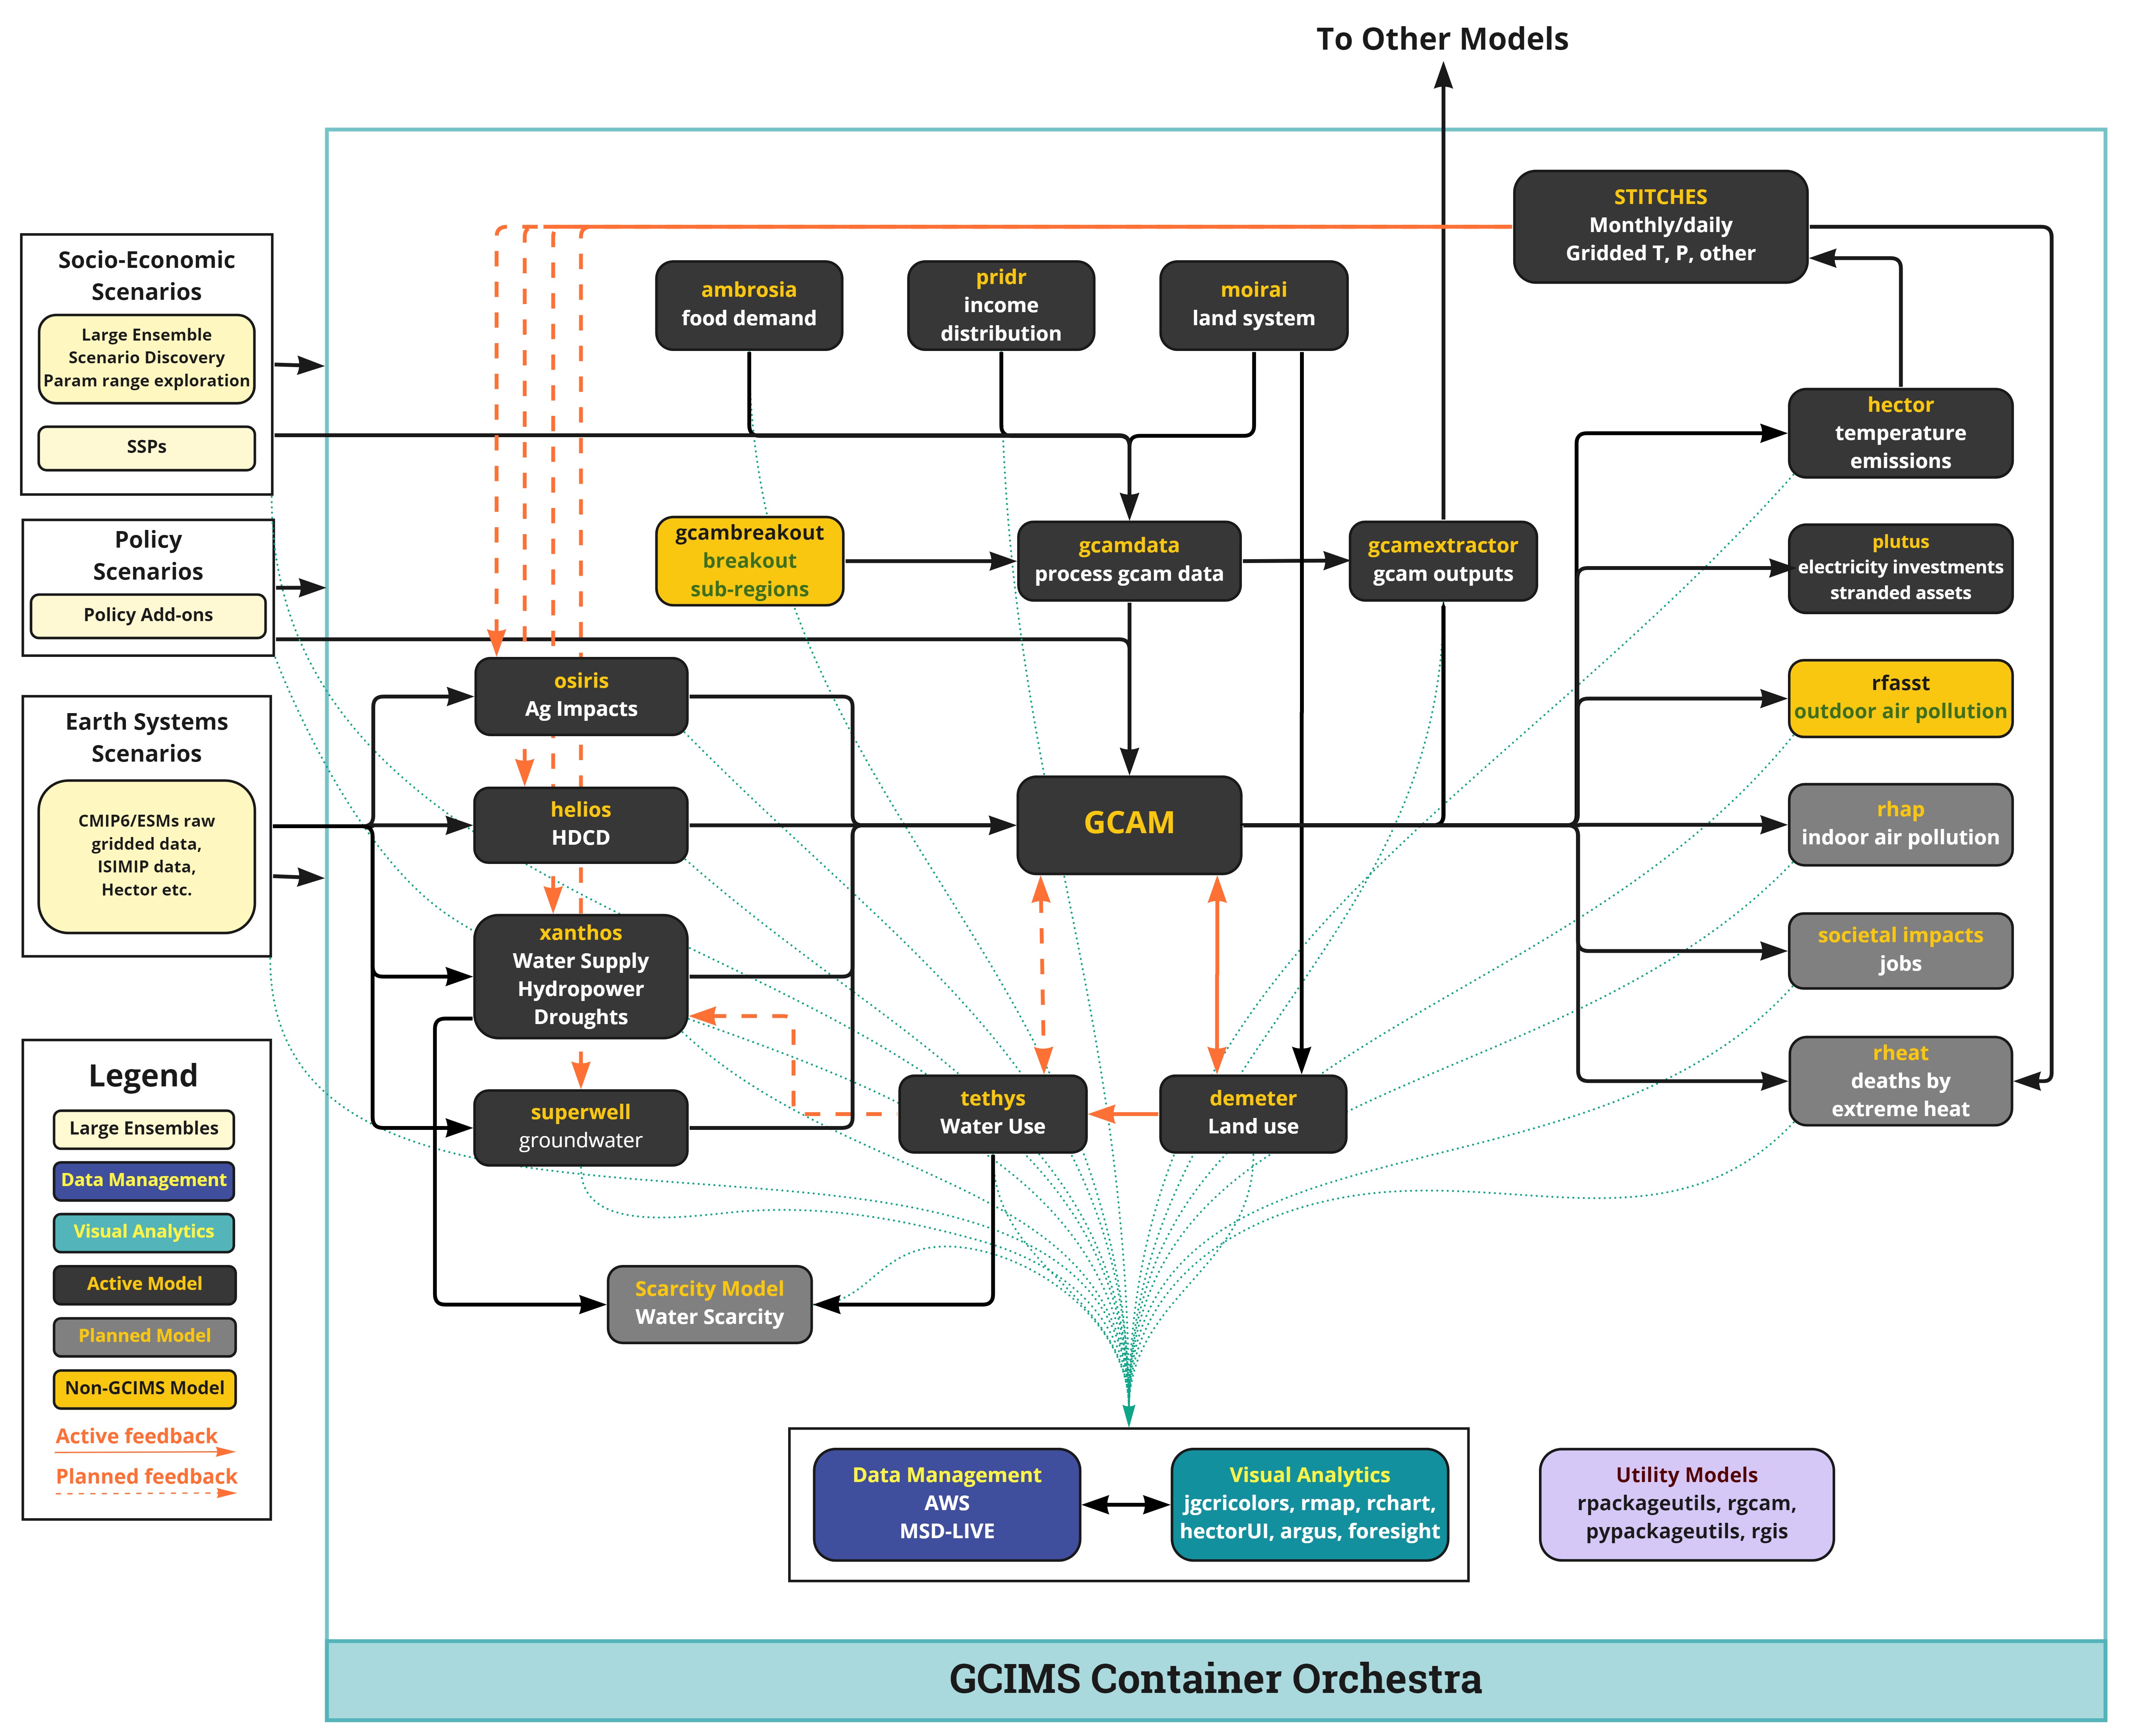 To Other Models
Socio-Economic
Scenarios
Large Ensemble
Scenario Discovery
Param range exploration
SSPs
Policy
Scenarios
Policy Add-ons
Earth Systems
Scenarios
CMIP6/ESMs raw
gridded data,
ISIMIP data,
Hector etc.
Legend
Large Ensembles
Data Management
Visual Analytics
Active Model
Planned Model
Non-GCIMS Model
Active feedback
Planned feedback
STITCHES
Monthly/daily
Gridded T, P, other
ambrosia
food demand
pridr
income
distribution
moirai
land system
gcambreakout
breakout
sub-regions
gcamdata
process gcam data
gcamextractor
gcam outputs
hector
temperature
emissions
plutus
electricity investments
stranded assets
rfasst
outdoor air pollution
rhap
indoor air pollution
societal impacts
jobs
rheat
deaths by
extreme heat
osiris
Ag Impacts
helios
HDCD
xanthos
Water Supply
Hydropower
Droughts
superwell
groundwater
GCAM
tethys
Water Use
demeter
Land use
Scarcity Model
Water Scarcity
Data Management
AWS
MSD-LIVE
Visual Analytics
jgcricolors, rmap, rchart,
hectorUI, argus, foresight
Utility Models
rpackageutils, rgcam,
pypackageutils, rgis
GCIMS Container Orchestra